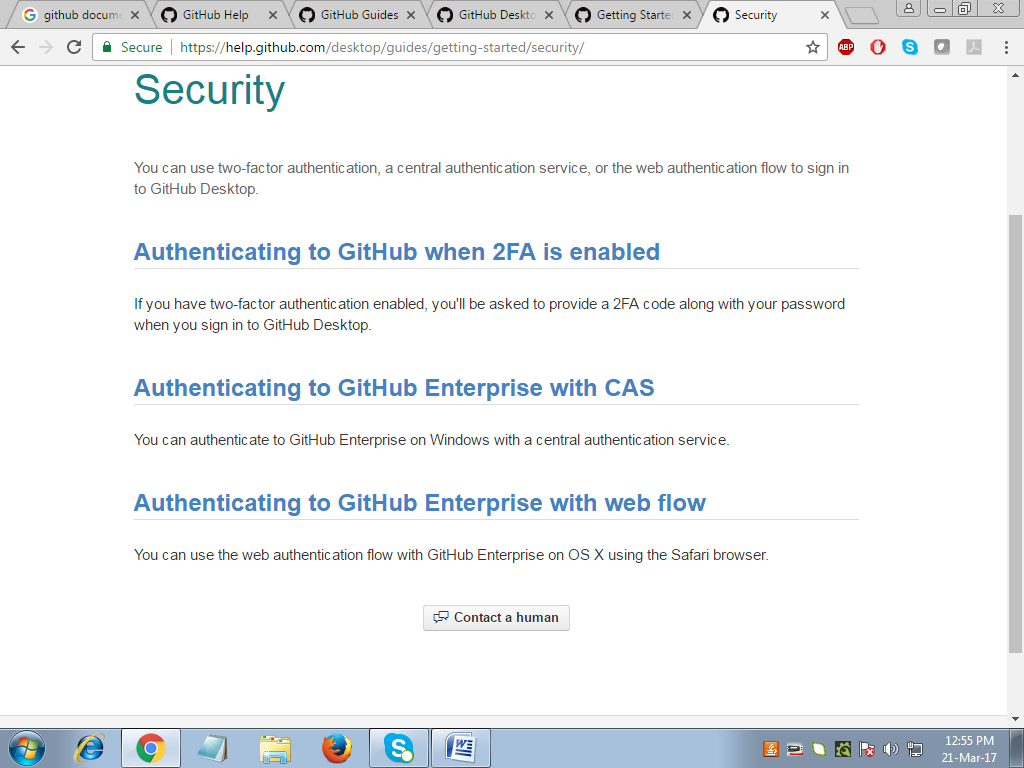 github docum
GitHub Help
GitHub Guides
GitHub Deskto
Getting Starte
Security
Secure
https://help.github.com/desktop/guides/getting-started/security/
ABP
Security
You can use two-factor authentication, a central authentication service, or the web authentication flow to sign in
to GitHub Desktop.
Authenticating to GitHub when 2FA is enabled
If you have two-factor authentication enabled, you'll be asked to provide a 2FA code along with your password
when you sign in to GitHub Desktop.
Authenticating to GitHub Enterprise with CAS
You can authenticate to GitHub Enterprise on Windows with a central authentication service.
Authenticating to GitHub Enterprise with web flow
You can use the web authentication flow with GitHub Enterprise on OS X using the Safari browser.
Contact a human
12:55 PM
21-Mar-17